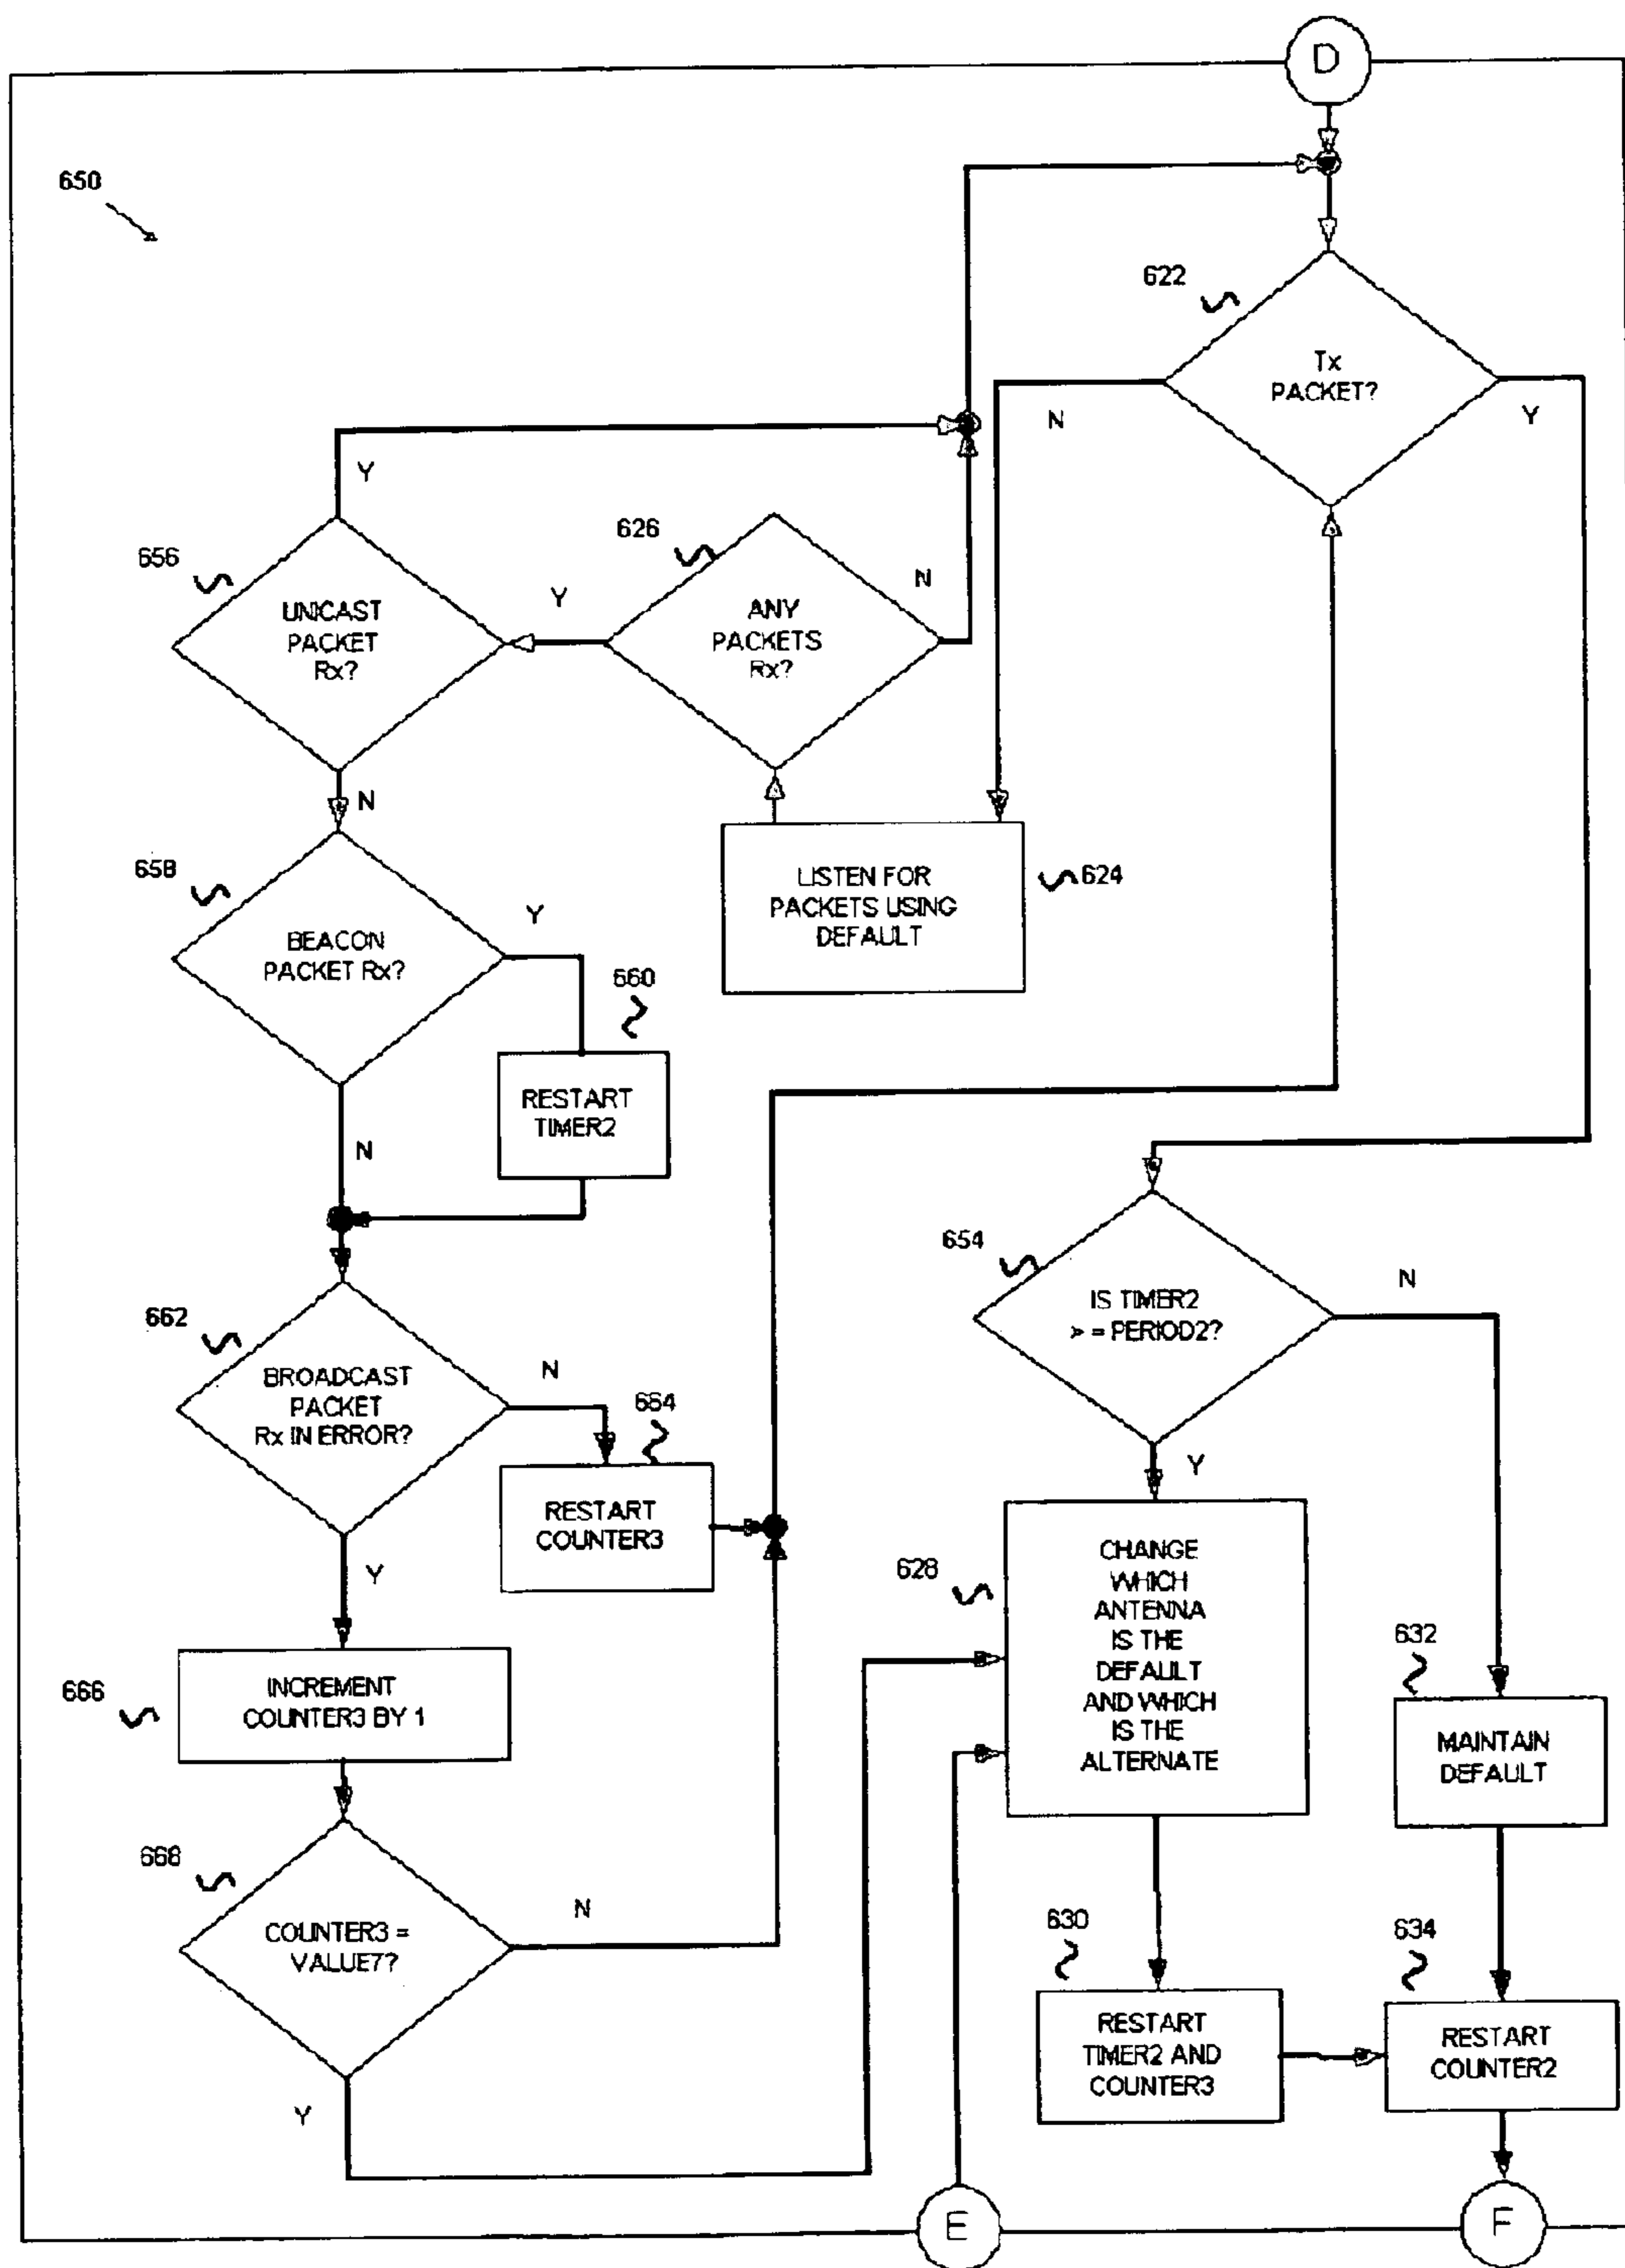 D
650
622
Tx
PACKET?
N
Y
Y
656
UNICAST
PACKET
Rx?
626
Y
ANY
PACKETS
Rx?
N
N
658
BEACON
PACKET Rx?
Y
LISTEN FOR
PACKETS USING
DEFAULT
624
660
RESTART
TIMER2
N
654
IS TIMER2
> = PERIOD2?
N
Y
662
BROADCAST
PACKET
Rx IN ERROR?
N
664
RESTART
COUNTER3
Y
628
CHANGE
WHICH
ANTENNA
IS THE
DEFAULT
AND WHICH
IS THE
ALTERNATE
632
MAINTAIN
DEFAULT
666
INCREMENT
COUNTER3 BY 1
668
COUNTER3 =
VALUE7?
N
Y
630
RESTART
TIMER2 AND
COUNTER3
634
RESTART
COUNTER2
E
F